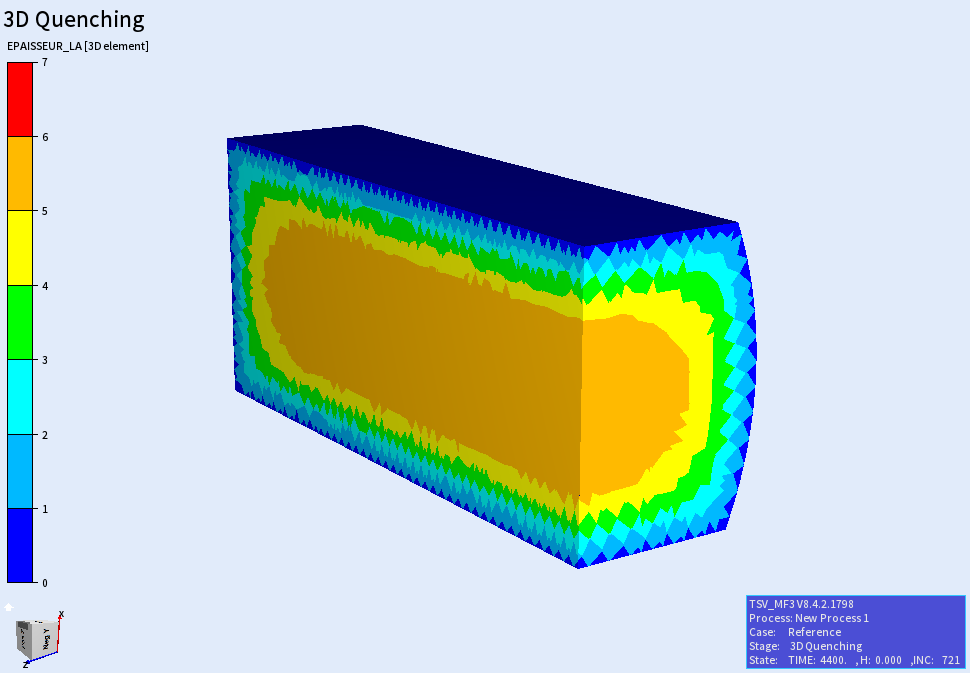 3D Quenching
EPAISSEUR_LA [3D element]
7
6
5
4
3
2
1
0
X
Neg Y
Z
TSV_MF3 V8.4.2.1798
Process: New Process 1
Case: Reference
Stage: 3D Quenching
State: TIME: 4400. , H: 0.000 ,INC: 721